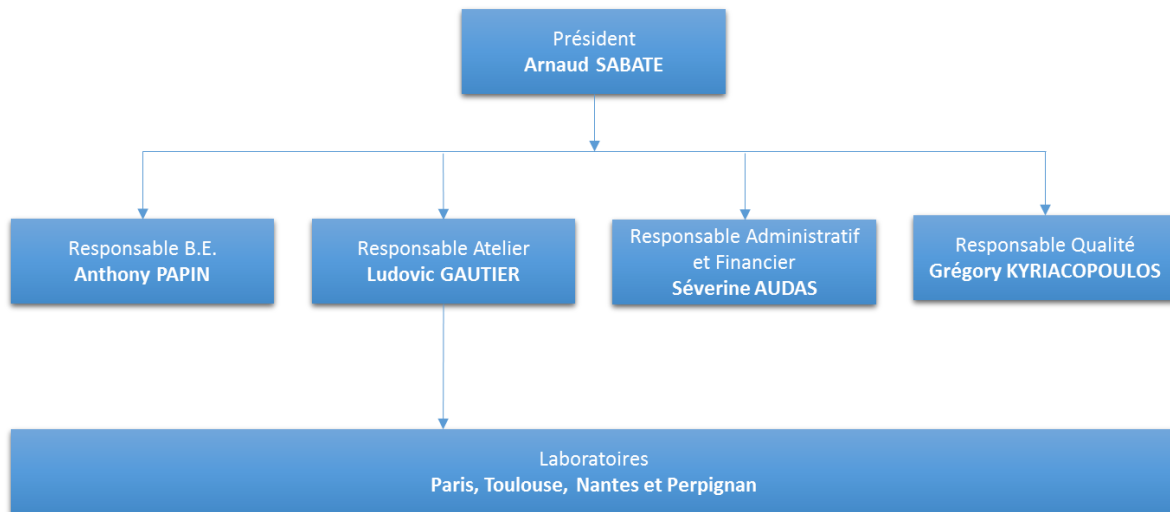 Président
Arnaud SABATE
Responsable B.E.
Anthony PAPIN
Responsable Atelier
Ludovic GAUTIER
Responsable Administratif
et Financier
Séverine AUDAS
Responsable Qualité
Grégory KYRIACOPOULOS
Laboratoires
Paris, Toulouse, Nantes et Perpignan